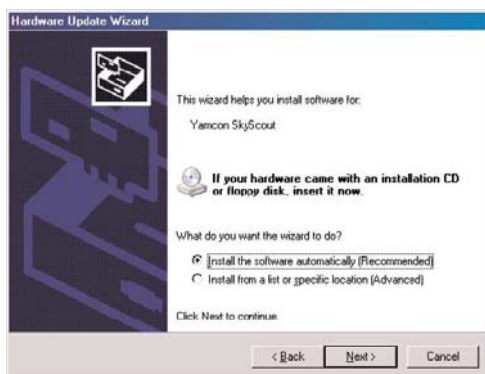 Hardware Update Wizard
This wizard helps you install software for:
Yamcon SkyScout
If your hardware came with an installation CD
or floppy disk, insert it now.
What do you want the wizard to do?
Install the software automatically (Recommended)
Install from a list or specific location (Advanced)
Click Next to continue.
< Back Next > Cancel